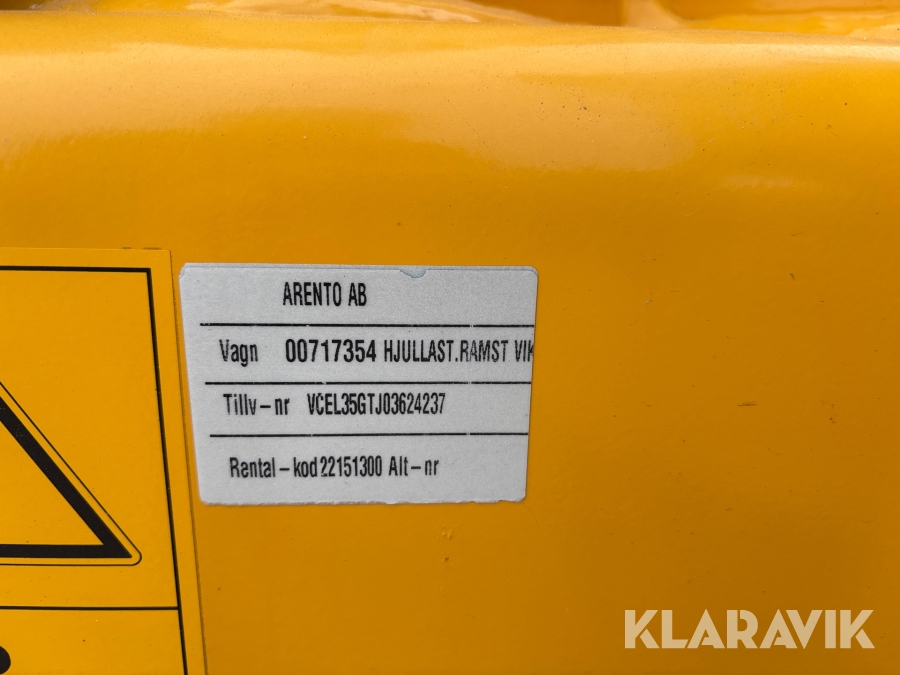 ARENTO AB
Vagn 00717354 HJULLAST.RAMST VIK
Tillv-nr VCEL35GTJ03624237
Rental-kod 22151300 Alt-nr
KLARAVIK